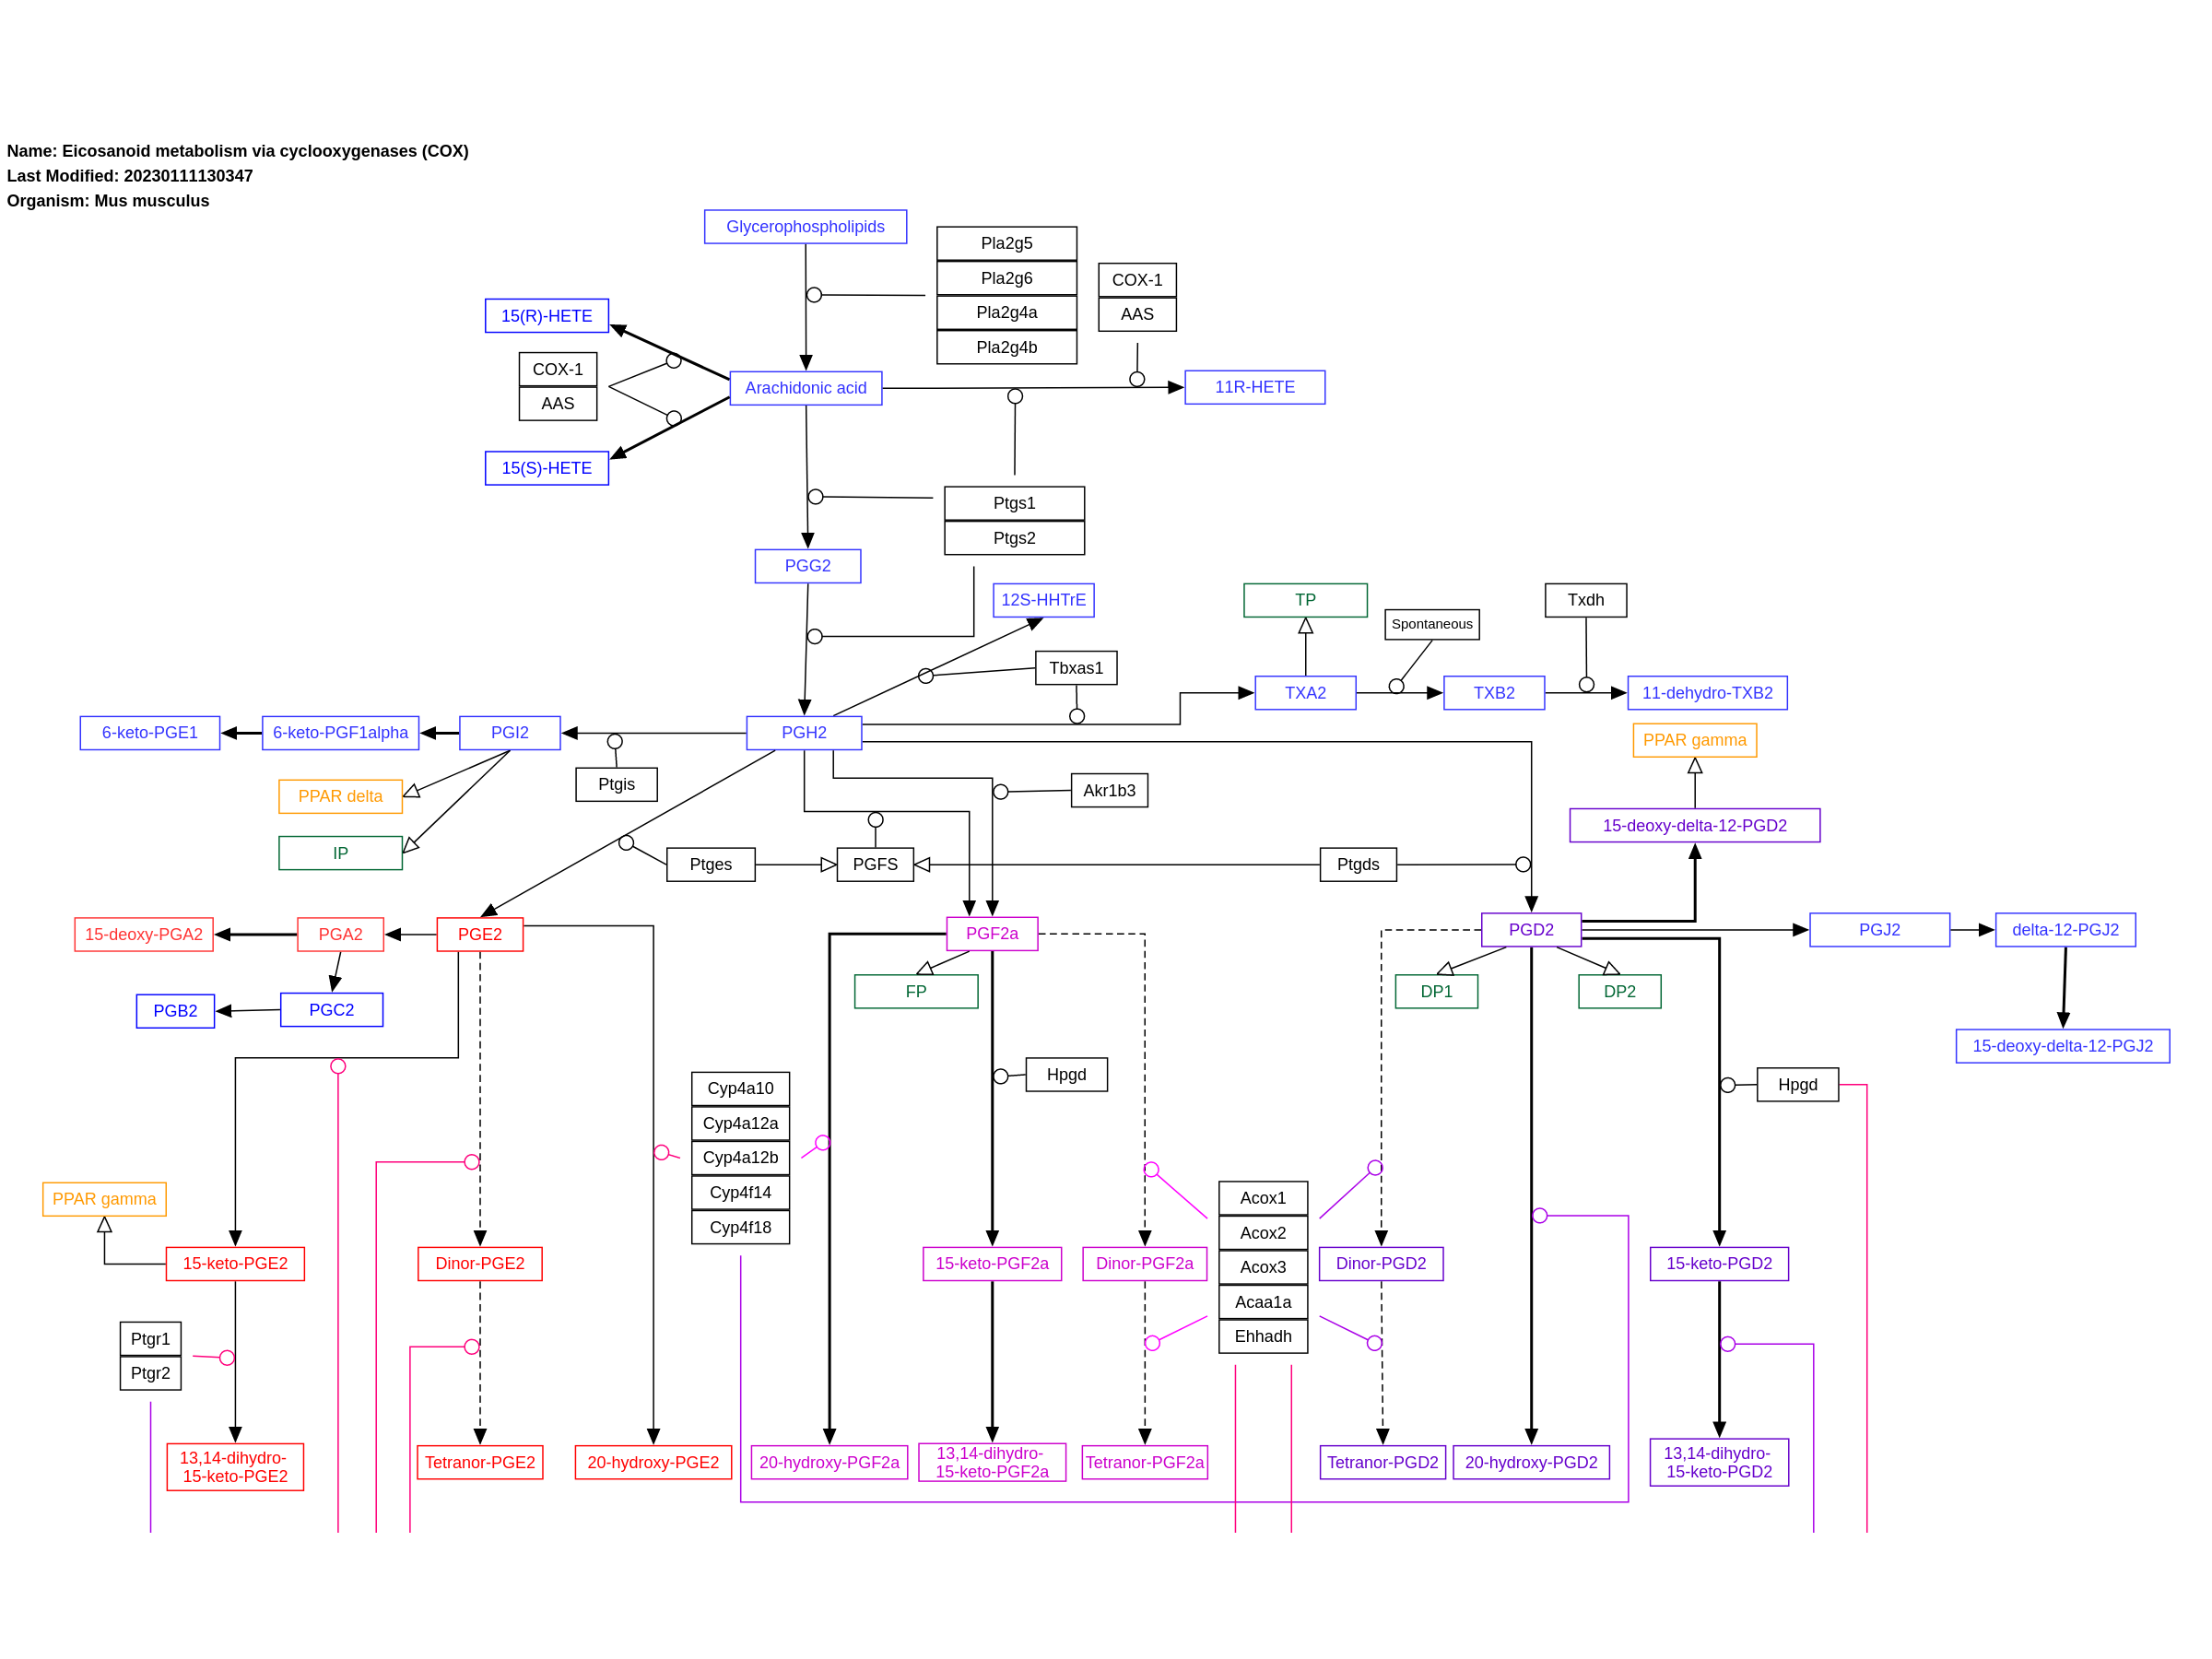 Name: Eicosanoid metabolism via cyclooxygenases (COX)
Last Modified: 20230111130347
Organism: Mus musculus
Glycerophospholipids
Pla2g5
Pla2g6
Pla2g4a
Pla2g4b
COX-1
AAS
15(R)-HETE
COX-1
AAS
15(S)-HETE
Arachidonic acid
11R-HETE
Ptgs1
Ptgs2
PGG2
12S-HHTrE
TP
Spontaneous
Txdh
Tbxas1
TXA2
TXB2
11-dehydro-TXB2
6-keto-PGE1
6-keto-PGF1alpha
PGI2
PGH2
PPAR gamma
PPAR delta
Ptgis
Akr1b3
IP
15-deoxy-delta-12-PGD2
Ptges
PGFS
Ptgds
15-deoxy-PGA2
PGA2
PGE2
PGF2a
PGD2
PGJ2
delta-12-PGJ2
PGB2
PGC2
FP
DP1
DP2
15-deoxy-delta-12-PGJ2
Hpgd
Hpgd
Cyp4a10
Cyp4a12a
Cyp4a12b
Cyp4f14
Cyp4f18
PPAR gamma
Acox1
Acox2
Acox3
Acaa1a
Ehhadh
15-keto-PGE2
Dinor-PGE2
15-keto-PGF2a
Dinor-PGF2a
Dinor-PGD2
15-keto-PGD2
Ptgr1
Ptgr2
13,14-dihydro-
15-keto-PGE2
Tetranor-PGE2
20-hydroxy-PGE2
20-hydroxy-PGF2a
13,14-dihydro-
15-keto-PGF2a
Tetranor-PGF2a
Tetranor-PGD2
20-hydroxy-PGD2
13,14-dihydro-
15-keto-PGD2